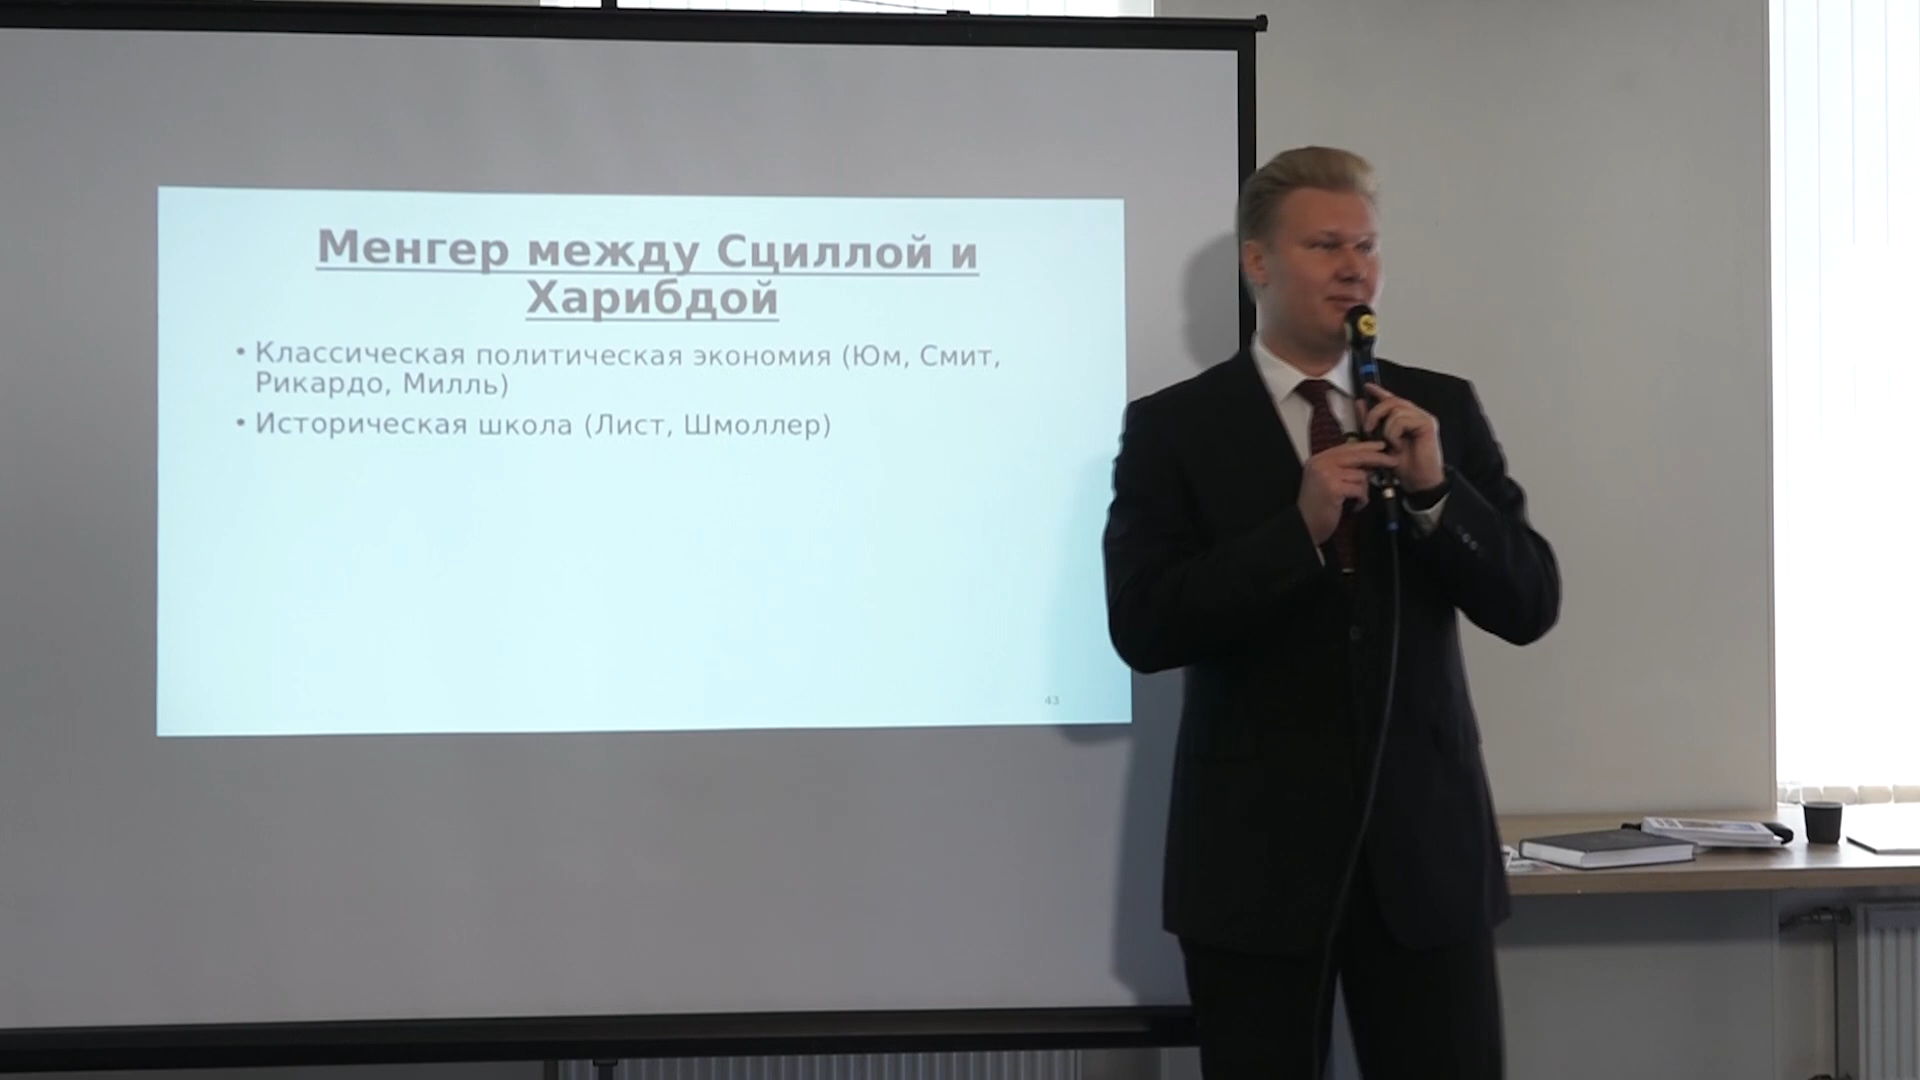 Менгер между Сциллой и
Харибдой
• Классическая политическая экономия (Юм, Смит,
Рикардо, Милль)
• Историческая школа (Лист, Шмоллер)
43